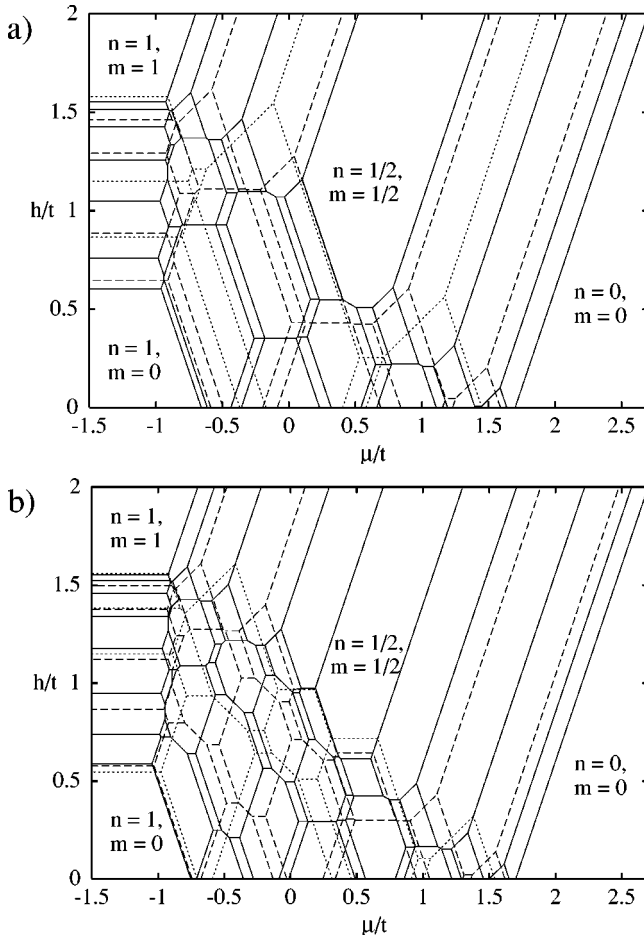 a)
2
1.5
1
0.5
0
h/t
n = 1,
m = 1
n = 1/2,
m = 1/2
n = 1,
m = 0
n = 0,
m = 0
-1.5 -1 -0.5 0 0.5 1 1.5 2 2.5
μ/t
b)
2
1.5
1
0.5
0
h/t
n = 1,
m = 1
n = 1/2,
m = 1/2
n = 1,
m = 0
n = 0,
m = 0
-1.5 -1 -0.5 0 0.5 1 1.5 2 2.5
μ/t